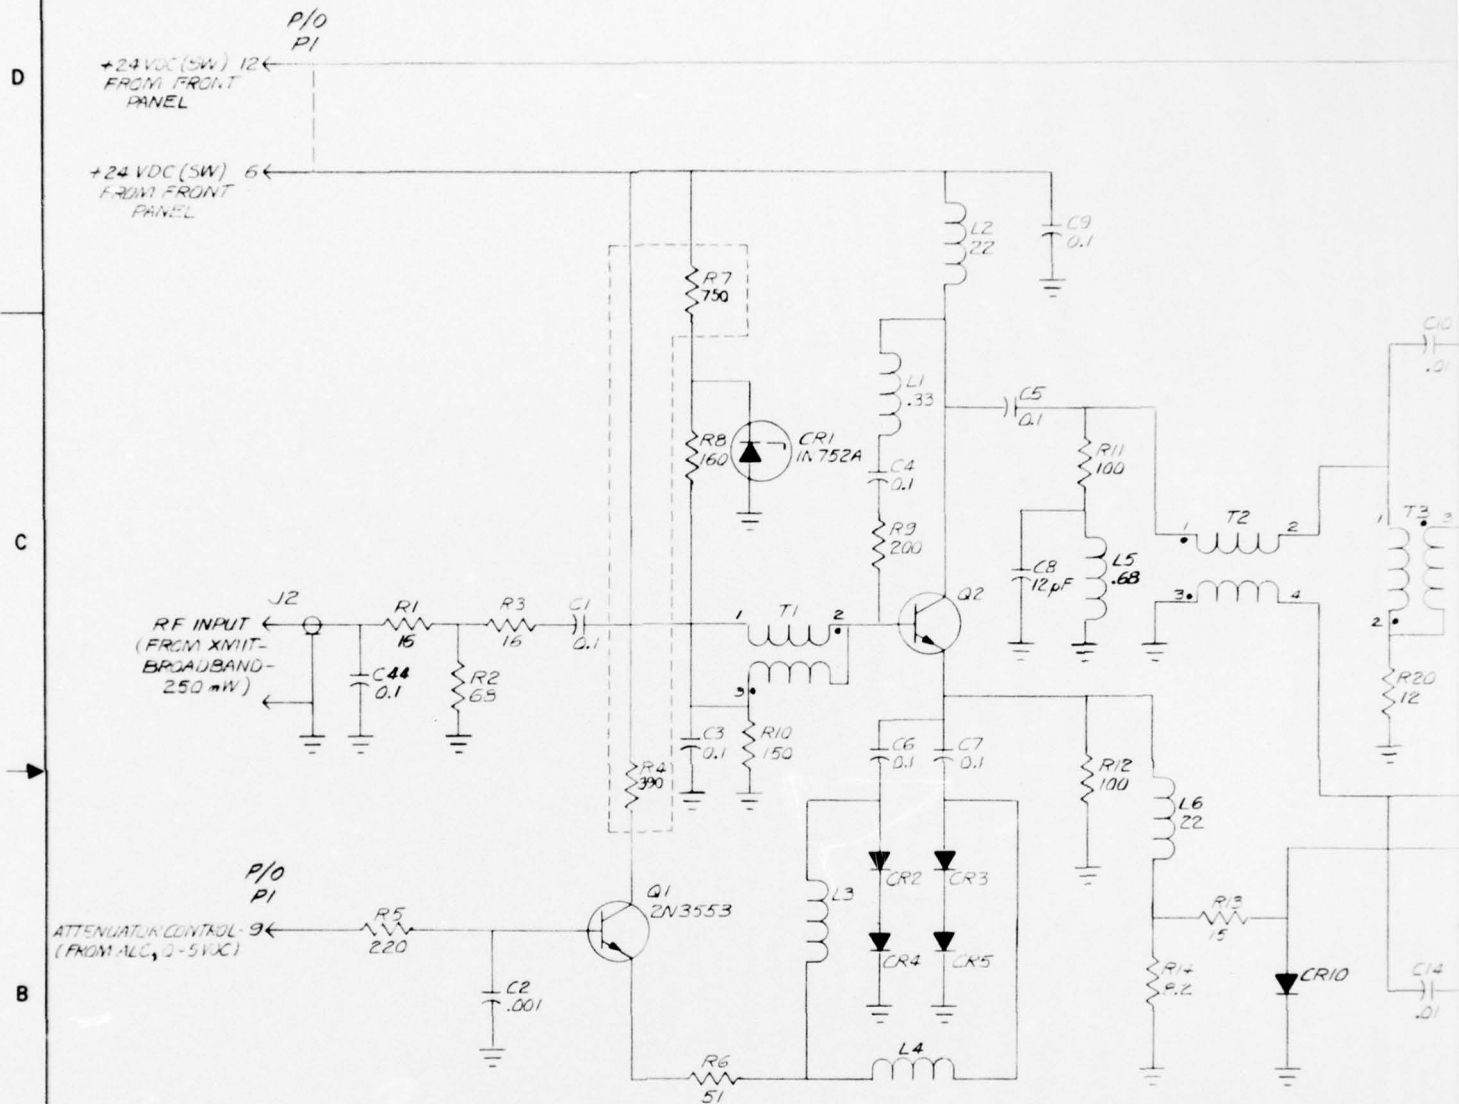 P/O
P1
D
+24 VDC (SW) 12
FROM FRONT
PANEL
+24 VDC (SW) 6
FROM FRONT
PANEL
L2
22
C9
0.1
R7
750
C10
.01
L1
.33
C5
0.1
R8
160
CR1
1N752A
C4
0.1
R11
100
C
R9
200
1 T2 2
1 T3 3
C8
12pF
L5
.68
3 4
2
J2
RF INPUT
(FROM XMIT-
BROADBAND-
250 mW)
R1
16
R3
16
C1
0.1
1 T1 2
3
Q2
C44
0.1
R2
68
R20
12
C3
0.1
R10
150
C6
0.1
C7
0.1
R12
100
R4
390
L6
22
P/O
P1
ATTENUATOR CONTROL- 9
(FROM ALC, 0-5VDC)
R5
220
Q1
2N3553
L3
CR2
CR3
R13
15
CR4
CR5
R14
8.2
CR10
C14
.01
B
C2
.001
R6
51
L4